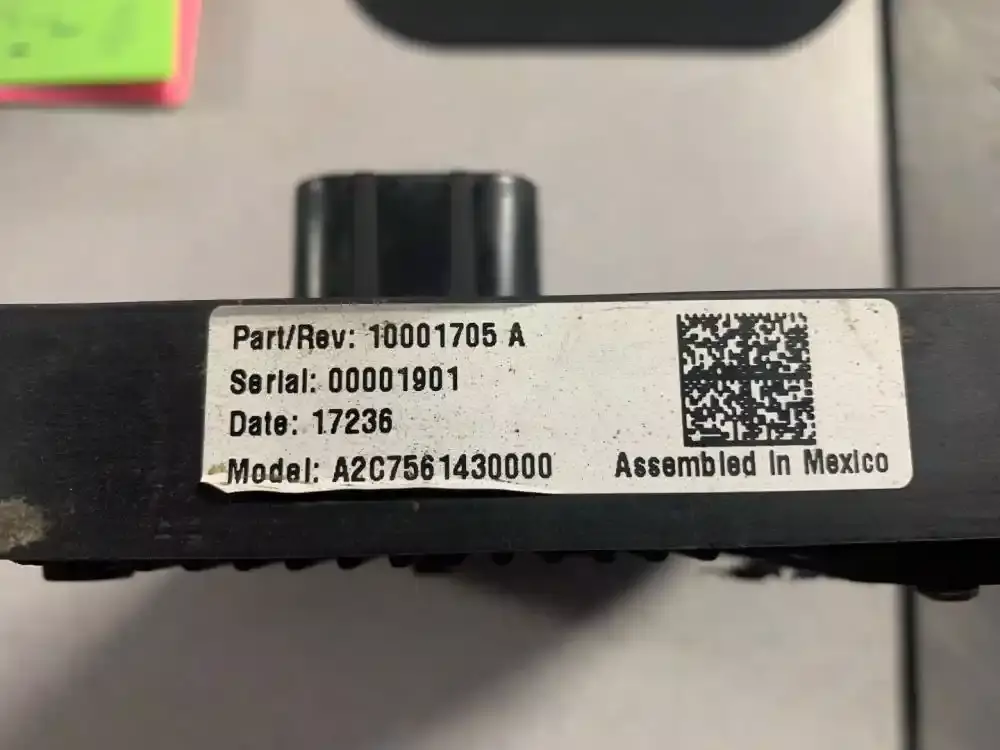 Part/Rev: 10001705 A
Serial: 00001901
Date: 17236
Model: A2C7561430000
Assembled In Mexico